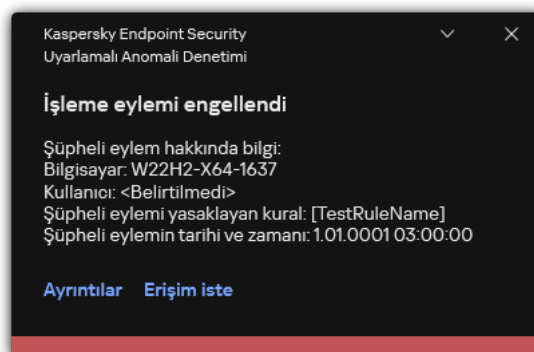 Kaspersky Endpoint Security
Uyarlamalı Anomali Denetimi
İşleme eylemi engellendi
Şüpheli eylem hakkında bilgi:
Bilgisayar: W22H2-X64-1637
Kullanıcı: <Belirtilmedi>
Şüpheli eylemi yasaklayan kural: [TestRuleName]
Şüpheli eylemin tarihi ve zamanı: 1.01.0001 03:00:00
Ayrıntılar Erişim iste